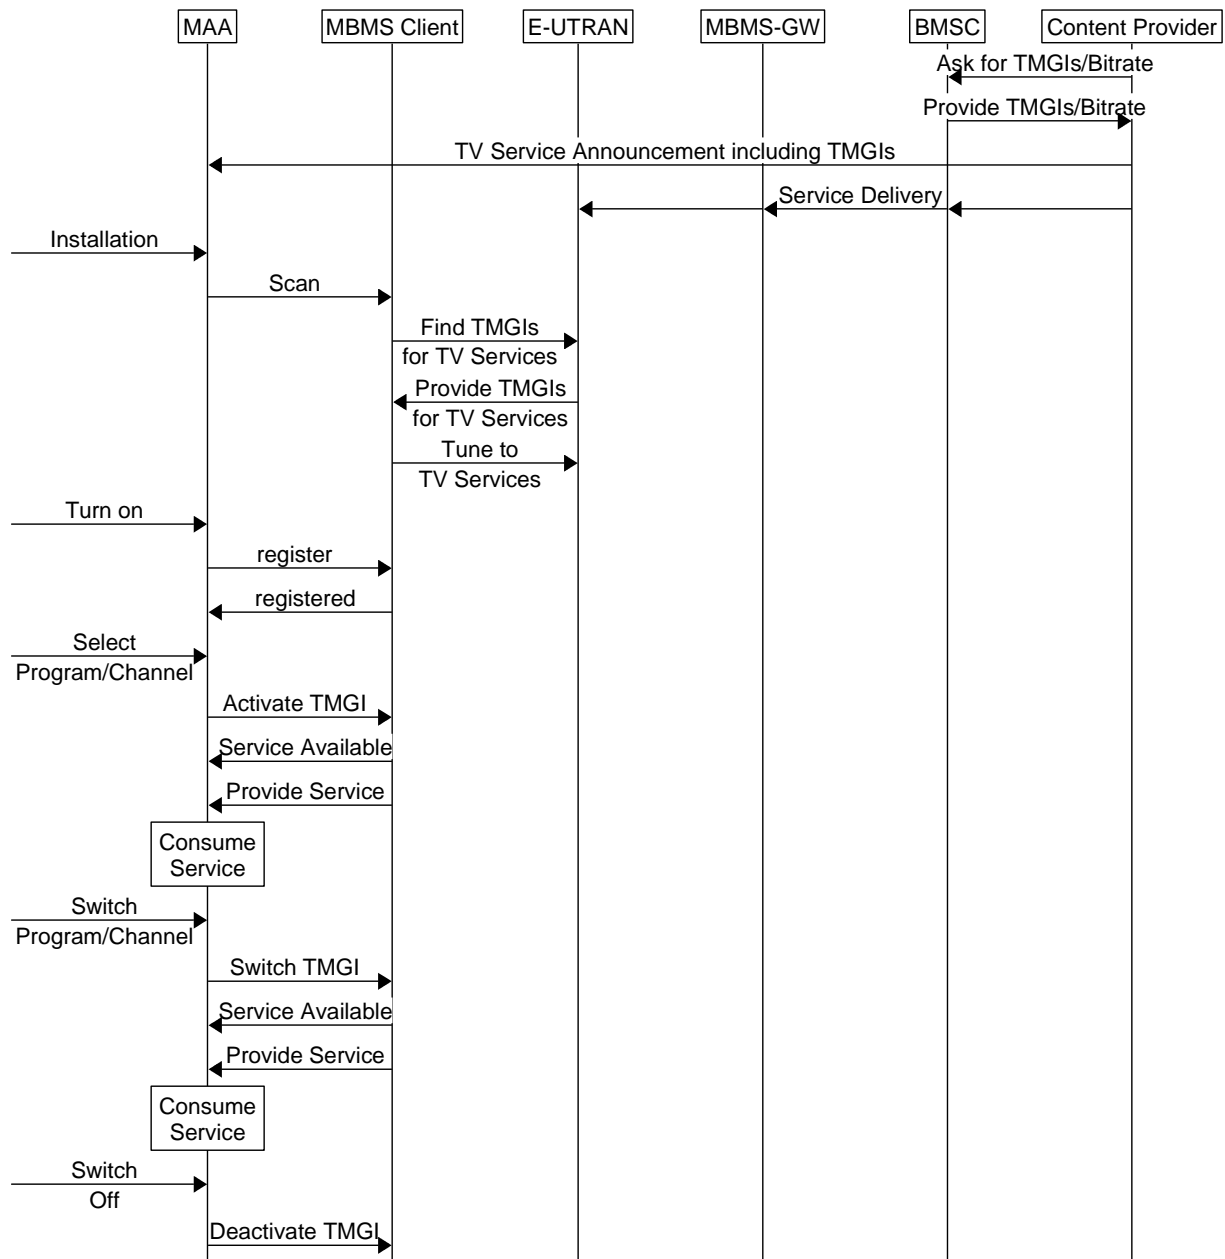 MAA MBMS Client E-UTRAN MBMS-GW BMSC Content Provider
Ask for TMGIs/Bitrate
Provide TMGIs/Bitrate
TV Service Announcement including TMGIs
Service Delivery
Installation
Scan
Find TMGIs
for TV Services
Provide TMGIs
for TV Services
Tune to
TV Services
Turn on
register
registered
Select
Program/Channel
Activate TMGI
Service Available
Provide Service
Consume
Service
Switch
Program/Channel
Switch TMGI
Service Available
Provide Service
Consume
Service
Switch
Off
Deactivate TMGI